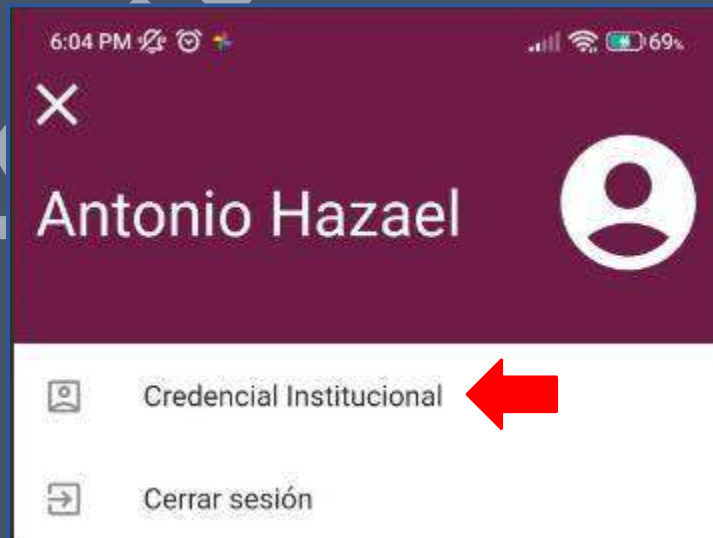 6:04 PM 69%
Antonio Hazael
Credencial Institucional
Cerrar sesión